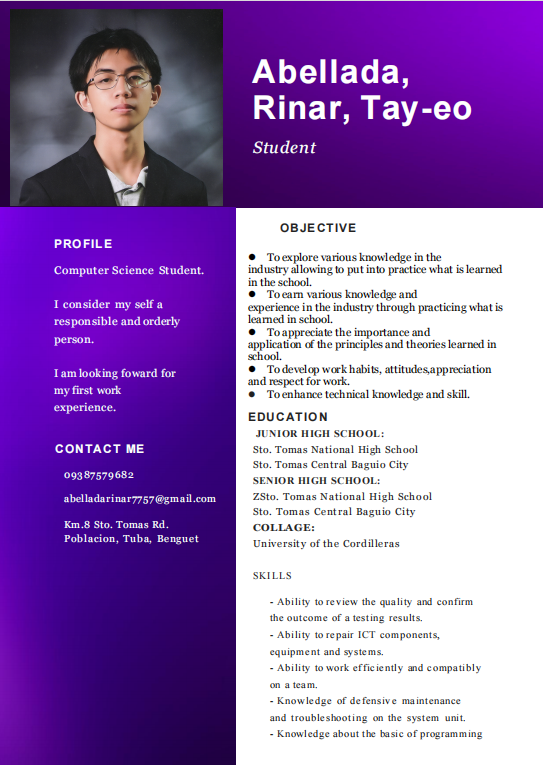 Abellada,
Rinar, Tay-eo
Student
PROFILE
Computer Science Student.
I consider my self a
responsible and orderly
person.
I am looking foward for
my first work
experience.
CONTACT ME
09387579682
abelladarinar7757@gmail.com
Km.8 Sto. Tomas Rd.
Poblacion, Tuba, Benguet
OBJECTIVE
● To explore various knowledge in the
industry allowing to put into practice what is learned
in the school.
● To earn various knowledge and
experience in the industry through practicing what is
learned in school.
● To appreciate the importance and
application of the principles and theories learned in
school.
● To develop work habits, attitudes,appreciation
and respect for work.
● To enhance technical knowledge and skill.
EDUCATION
JUNIOR HIGH SCHOOL:
Sto. Tomas National High School
Sto. Tomas Central Baguio City
SENIOR HIGH SCHOOL:
ZSto. Tomas National High School
Sto. Tomas Central Baguio City
COLLAGE:
University of the Cordilleras
SKILLS
- Ability to review the quality and confirm
the outcome of a testing results.
- Ability to repair ICT components,
equipment and systems.
- Ability to work efficiently and compatibly
on a team.
- Knowledge of defensive maintenance
and troubleshooting on the system unit.
- Knowledge about the basic of programming